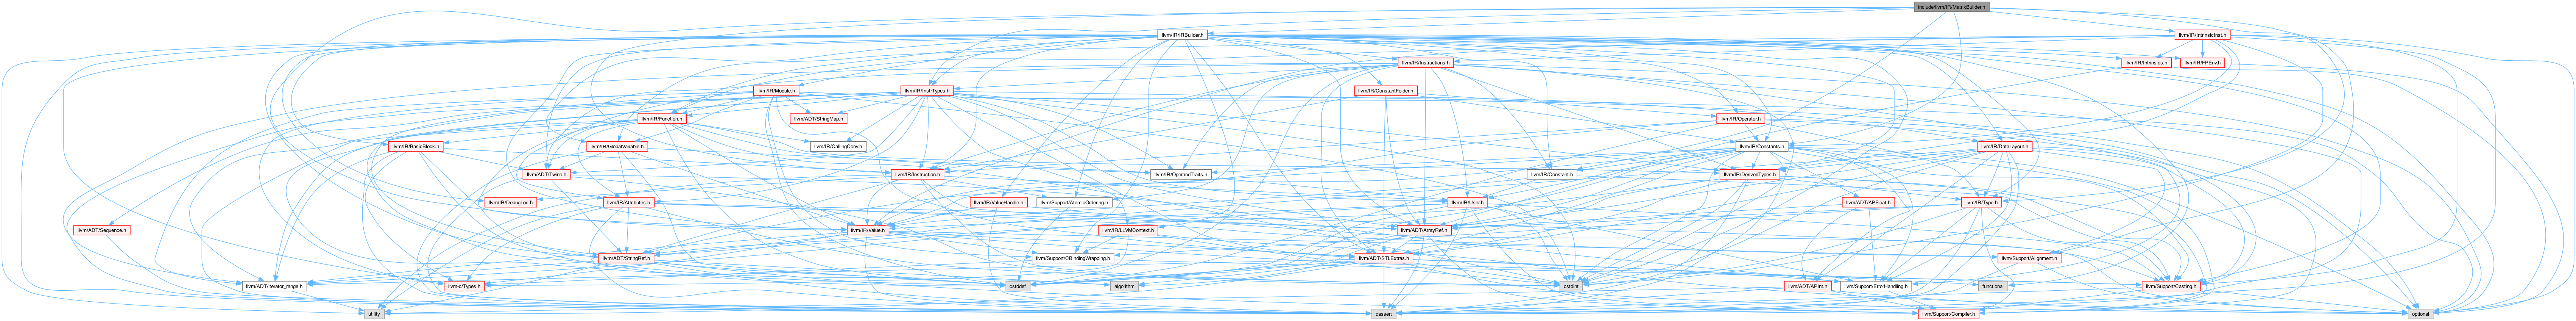 include/llvm/IR/MatrixBuilder.h
llvm/IR/IRBuilder.h
llvm/IR/IntrinsicInst.h
llvm/IR/Instructions.h
llvm/IR/Intrinsics.h
llvm/IR/FPEnv.h
llvm/IR/Module.h
llvm/IR/InstrTypes.h
llvm/IR/ConstantFolder.h
llvm/IR/Function.h
llvm/ADT/StringMap.h
llvm/IR/Operator.h
llvm/IR/BasicBlock.h
llvm/IR/GlobalVariable.h
llvm/IR/CallingConv.h
llvm/IR/Constants.h
llvm/IR/DataLayout.h
llvm/ADT/Twine.h
llvm/IR/Instruction.h
llvm/IR/OperandTraits.h
llvm/IR/Constant.h
llvm/IR/DerivedTypes.h
llvm/IR/DebugLoc.h
llvm/IR/Attributes.h
llvm/IR/ValueHandle.h
llvm/Support/AtomicOrdering.h
llvm/IR/User.h
llvm/ADT/APFloat.h
llvm/IR/Type.h
llvm/ADT/Sequence.h
llvm/IR/Value.h
llvm/IR/LLVMContext.h
llvm/ADT/ArrayRef.h
llvm/ADT/StringRef.h
llvm/Support/CBindingWrapping.h
llvm/ADT/STLExtras.h
llvm/Support/Alignment.h
llvm/ADT/iterator_range.h
llvm-c/Types.h
cstddef
algorithm
cstdint
llvm/ADT/APInt.h
llvm/Support/ErrorHandling.h
functional
llvm/Support/Casting.h
utility
cassert
llvm/Support/Compiler.h
optional